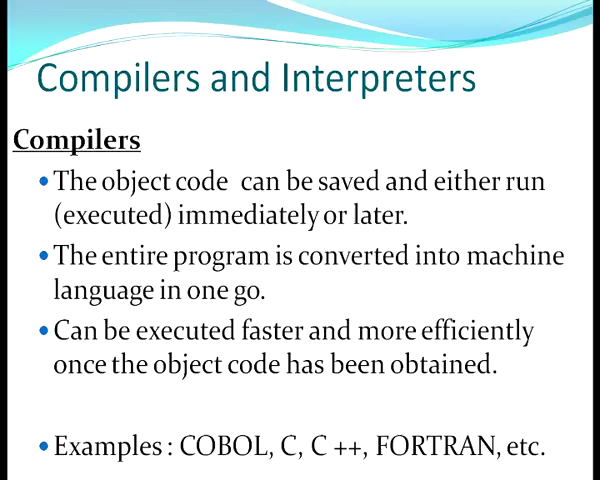 Compilers and Interpreters
Compilers
• The object code can be saved and either run
(executed) immediately or later.
• The entire program is converted into machine
language in one go.
• Can be executed faster and more efficiently
once the object code has been obtained.
• Examples : COBOL, C, C ++, FORTRAN, etc.